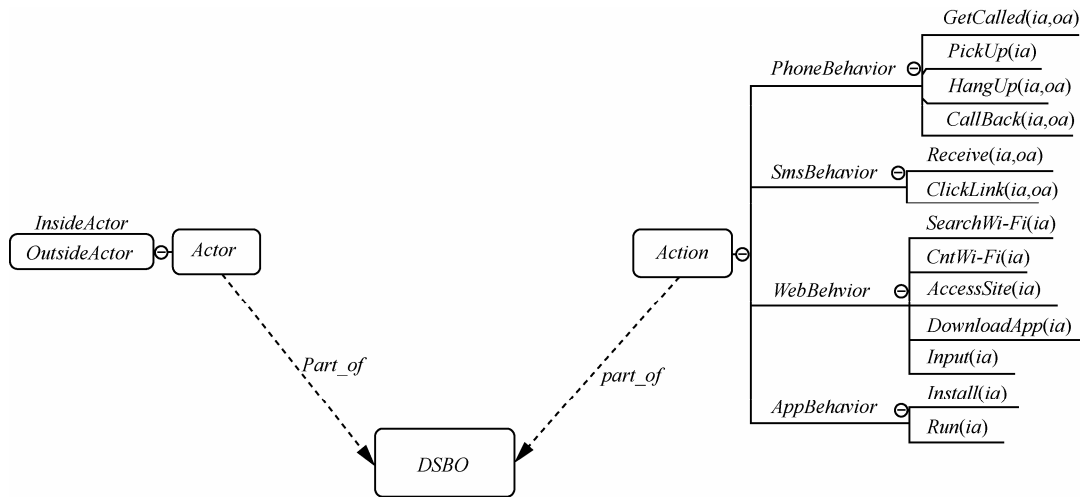 InsideActor
OutsideActor
Actor
Part_of
DSBO
part_of
Action
PhoneBehavior
GetCalled(ia,oa)
PickUp(ia)
HangUp(ia,oa)
CallBack(ia,oa)
SmsBehavior
Receive(ia,oa)
ClickLink(ia,oa)
WebBehvior
SearchWi-Fi(ia)
CntWi-Fi(ia)
AccessSite(ia)
DownloadApp(ia)
Input(ia)
AppBehavior
Install(ia)
Run(ia)